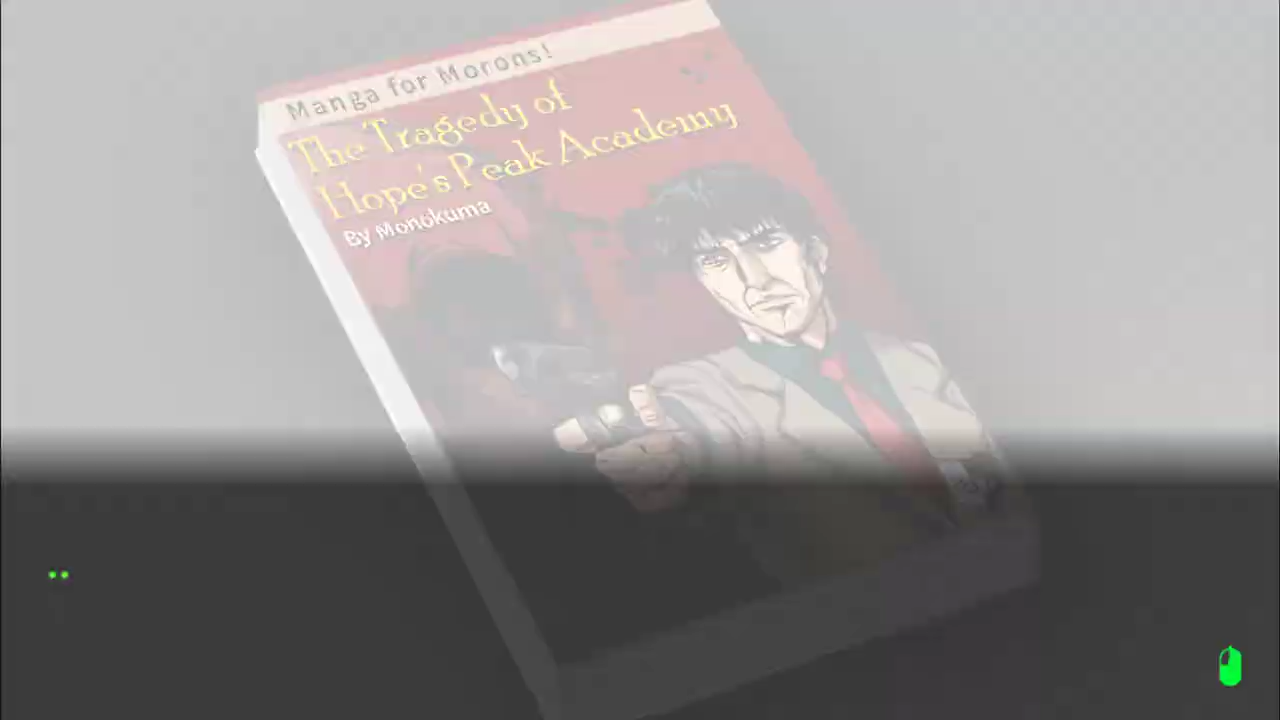 Manga for Morons!
The Tragedy of
Hope's Peak Academy
By Monokuma
..